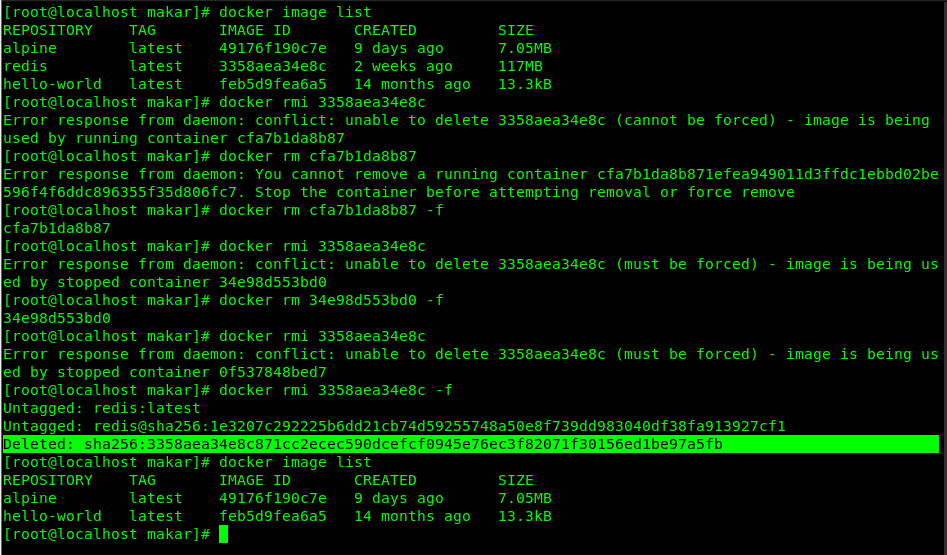 [root@localhost makar]# docker image list
REPOSITORY    TAG       IMAGE ID       CREATED         SIZE
alpine        latest    49176f190c7e   9 days ago      7.05MB
redis         latest    3358aea34e8c   2 weeks ago     117MB
hello-world   latest    feb5d9fea6a5   14 months ago   13.3kB
[root@localhost makar]# docker rmi 3358aea34e8c
Error response from daemon: conflict: unable to delete 3358aea34e8c (cannot be forced) - image is being
used by running container cfa7b1da8b87
[root@localhost makar]# docker rm cfa7b1da8b87
Error response from daemon: You cannot remove a running container cfa7b1da8b871efea949011d3ffdc1ebbd02be
596f4f6ddc896355f35d806fc7. Stop the container before attempting removal or force remove
[root@localhost makar]# docker rm cfa7b1da8b87 -f
cfa7b1da8b87
[root@localhost makar]# docker rmi 3358aea34e8c
Error response from daemon: conflict: unable to delete 3358aea34e8c (must be forced) - image is being us
ed by stopped container 34e98d553bd0
[root@localhost makar]# docker rm 34e98d553bd0 -f
34e98d553bd0
[root@localhost makar]# docker rmi 3358aea34e8c
Error response from daemon: conflict: unable to delete 3358aea34e8c (must be forced) - image is being us
ed by stopped container 0f537848bed7
[root@localhost makar]# docker rmi 3358aea34e8c -f
Untagged: redis:latest
Untagged: redis@sha256:1e3207c292225b6dd21cb74d59255748a50e8f739dd983040df38fa913927cf1
Deleted: sha256:3358aea34e8c871cc2ecec590dcefcf0945e76ec3f82071f30156ed1be97a5fb
[root@localhost makar]# docker image list
REPOSITORY    TAG       IMAGE ID       CREATED         SIZE
alpine        latest    49176f190c7e   9 days ago      7.05MB
hello-world   latest    feb5d9fea6a5   14 months ago   13.3kB
[root@localhost makar]#